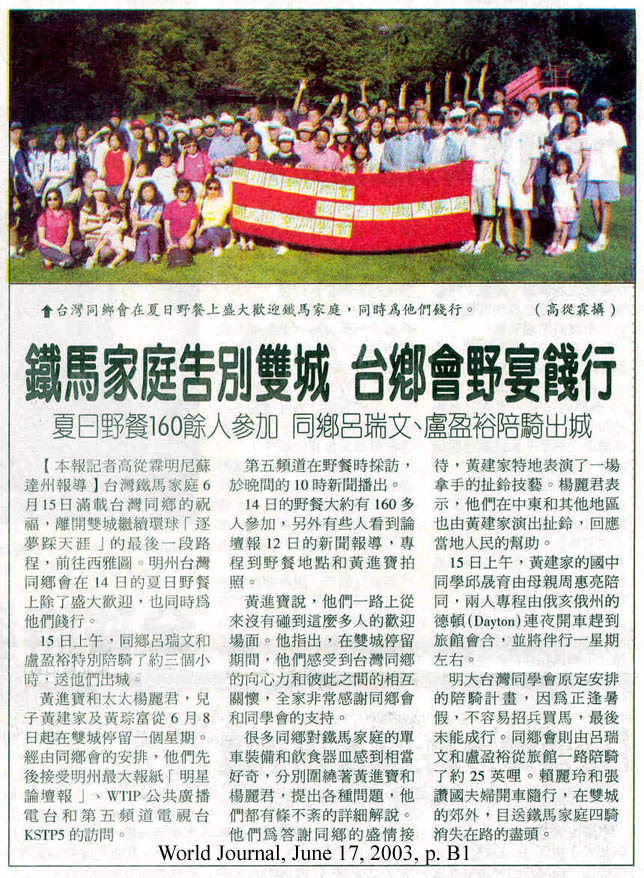 台灣同鄉會在夏日野餐上盛大歡迎鐵馬家庭，同時為他們餞行。 （高從霖攝）
鐵馬家庭告別雙城 台鄉會野宴餞行
夏日野餐160餘人參加 同鄉呂瑞文、盧盈裕陪騎出城
【本報記者高從霖明尼蘇
達州報導】台灣鐵馬家庭6
月15日滿載台灣同鄉的祝
福，離開雙城繼續環球「逐
夢踩天涯」的最後一段路
程，前往西雅圖。明州台灣
同鄉會在14日的夏日野餐
上除了盛大歡迎，也同時為
他們餞行。
15日上午，同鄉呂瑞文和
盧盈裕特別陪騎了約三個小
時，送他們出城。
黃進寶和太太楊麗君，兒
子黃建家及黃琮富從6月8
日起在雙城停留一個星期。
經由同鄉會的安排，他們先
後接受明州最大報紙「明星
論壇報」、WTIP公共廣播
電台和第五頻道電視台
KSTP5的訪問。
第五頻道在野餐時採訪，
於晚間的10時新聞播出。
14日的野餐大約有160多
人參加，另外有些人看到論
壇報12日的新聞報導，專
程到野餐地點和黃進寶拍
照。
黃進寶說，他們一路上從
來沒有碰到這麼多人的歡迎
場面。他指出，在雙城停留
期間，他們感受到台灣同鄉
的向心力和彼此之間的相互
關懷，全家非常感謝同鄉會
和同學會的支持。
很多同鄉對鐵馬家庭的單
車裝備和飲食器皿感到相當
好奇，分別圍繞著黃進寶和
楊麗君，提出各種問題，他
們都有條不紊的詳細解說。
他們為答謝同鄉的盛情接
待，黃建家特地表演了一場
拿手的扯鈴技藝。楊麗君表
示，他們在中東和其他地區
也由黃建家演出扯鈴，回應
當地人民的幫助。
15日上午，黃建家的國中
同學邱晟育由母親周惠亮陪
同，兩人專程由俄亥俄州的
德頓(Dayton)連夜開車趕到
旅館會合，並將伴行一星期
左右。
明大台灣同學會原定安排
的陪騎計畫，因為正逢暑
假，不容易招兵買馬，最後
未能成行。同鄉會則由呂瑞
文和盧盈裕從旅館一路陪騎
了約25英哩。賴麗玲和張
讚國夫婦開車隨行，在雙城
的郊外，目送鐵馬家庭四騎
消失在路的盡頭。
World Journal, June 17, 2003, p. B1